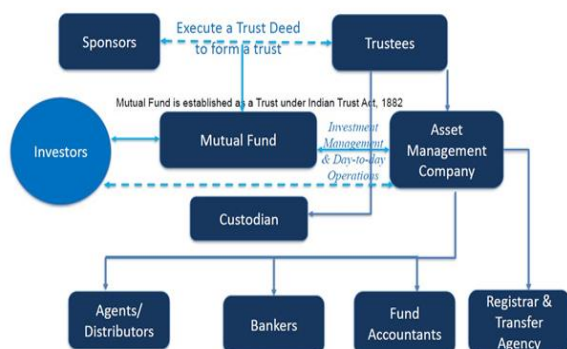 Sponsors
Execute a Trust Deed
to form a trust
Trustees
Mutual Fund is established as a Trust under Indian Trust Act, 1882
Investors
Mutual Fund
Investment
Management
& Day-to-day
Operations
Asset
Management
Company
Custodian
Agents/
Distributors
Bankers
Fund
Accountants
Registrar &
Transfer
Agency